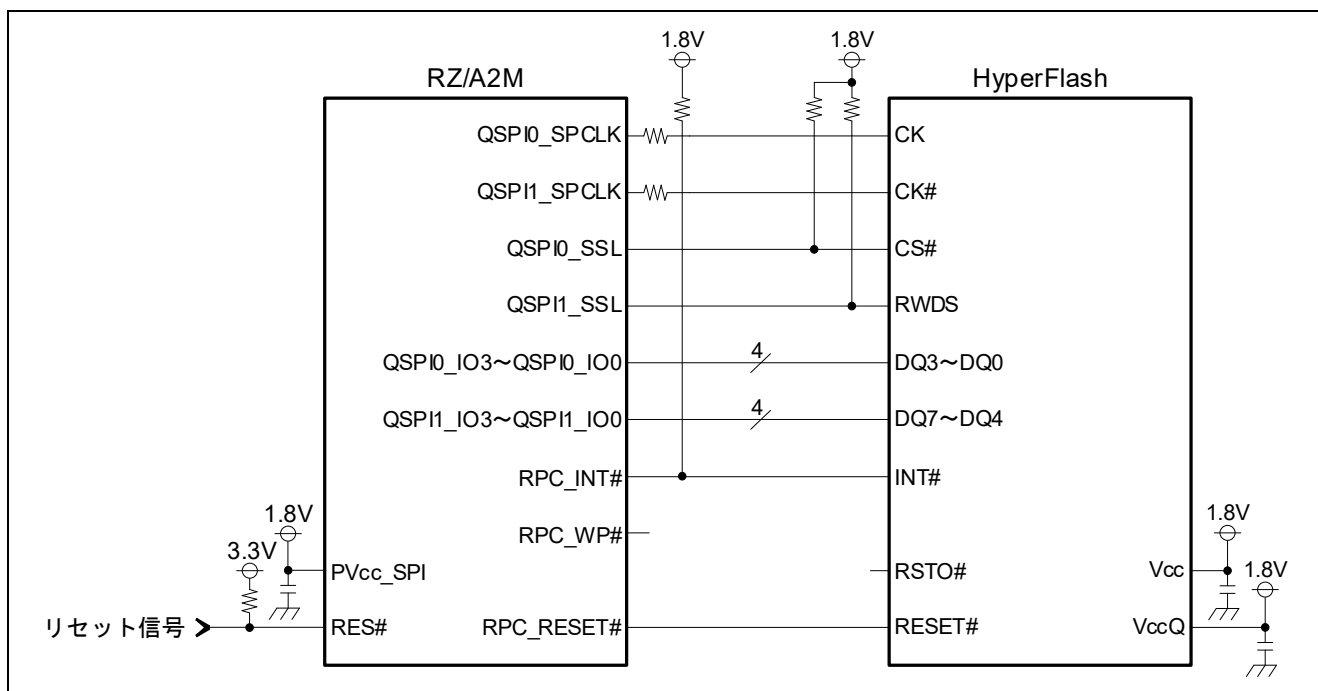 1.8V
1.8V
RZ/A2M
HyperFlash
QSPI0_SPCLK
CK
QSPI1_SPCLK
CK#
QSPI0_SSL
CS#
QSPI1_SSL
RWDS
QSPI0_IO3～QSPI0_IO0
4
DQ3～DQ0
QSPI1_IO3～QSPI1_IO0
4
DQ7～DQ4
RPC_INT#
INT#
1.8V
RPC_WP#
1.8V
3.3V
PVcc_SPI
RSTO#
Vcc
1.8V
リセット信号
RES#
RPC_RESET#
RESET#
VccQ